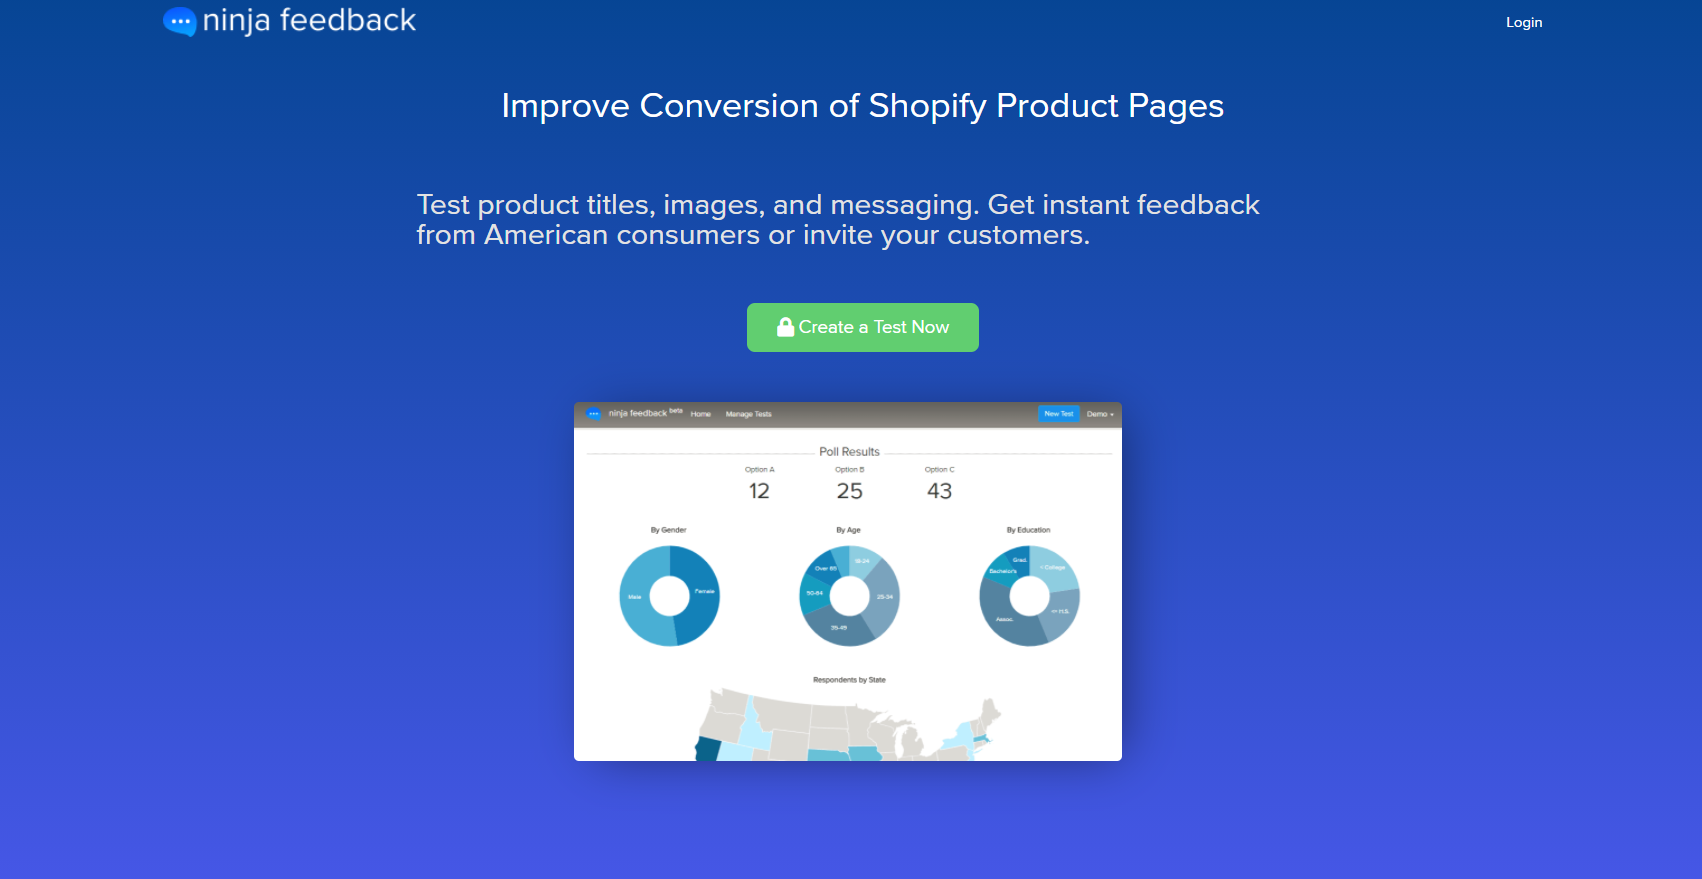 ninja feedback
Login
Improve Conversion of Shopify Product Pages
Test product titles, images, and messaging. Get instant feedback
from American consumers or invite your customers.
Create a Test Now
ninja feedback beta Home Manage Tests New Test Demo
Poll Results
Option A Option B Option C
12 25 43
By Gender By Age By Education
Male Female
18-24
Over 65
50-64
25-34
35-49
Grad.
< College
Bachelor's
<= H.S.
Assoc.
Respondents by State